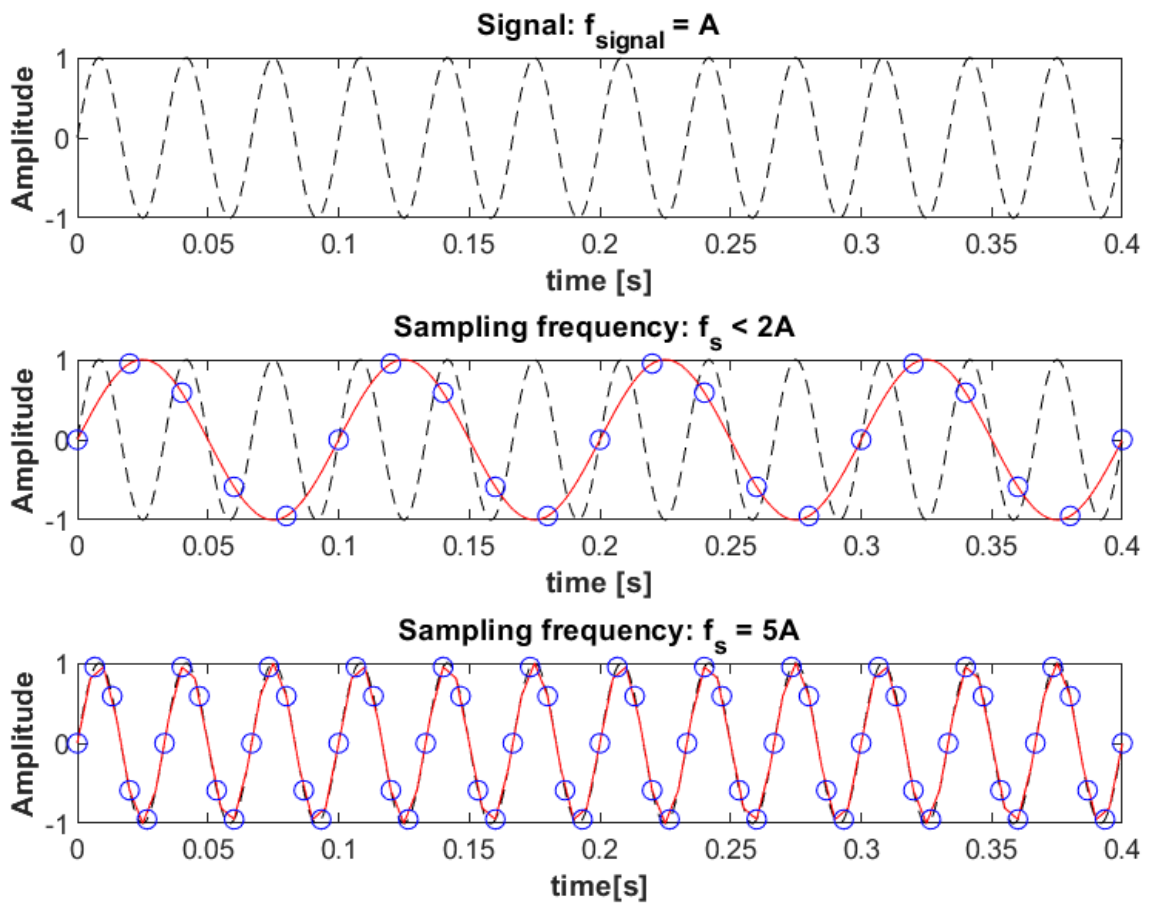 Signal: f_signal = A
Amplitude
1
0
-1
0 0.05 0.1 0.15 0.2 0.25 0.3 0.35 0.4
time [s]
Sampling frequency: f_s < 2A
Amplitude
1
0
-1
0 0.05 0.1 0.15 0.2 0.25 0.3 0.35 0.4
time [s]
Sampling frequency: f_s = 5A
Amplitude
1
0
-1
0 0.05 0.1 0.15 0.2 0.25 0.3 0.35 0.4
time[s]